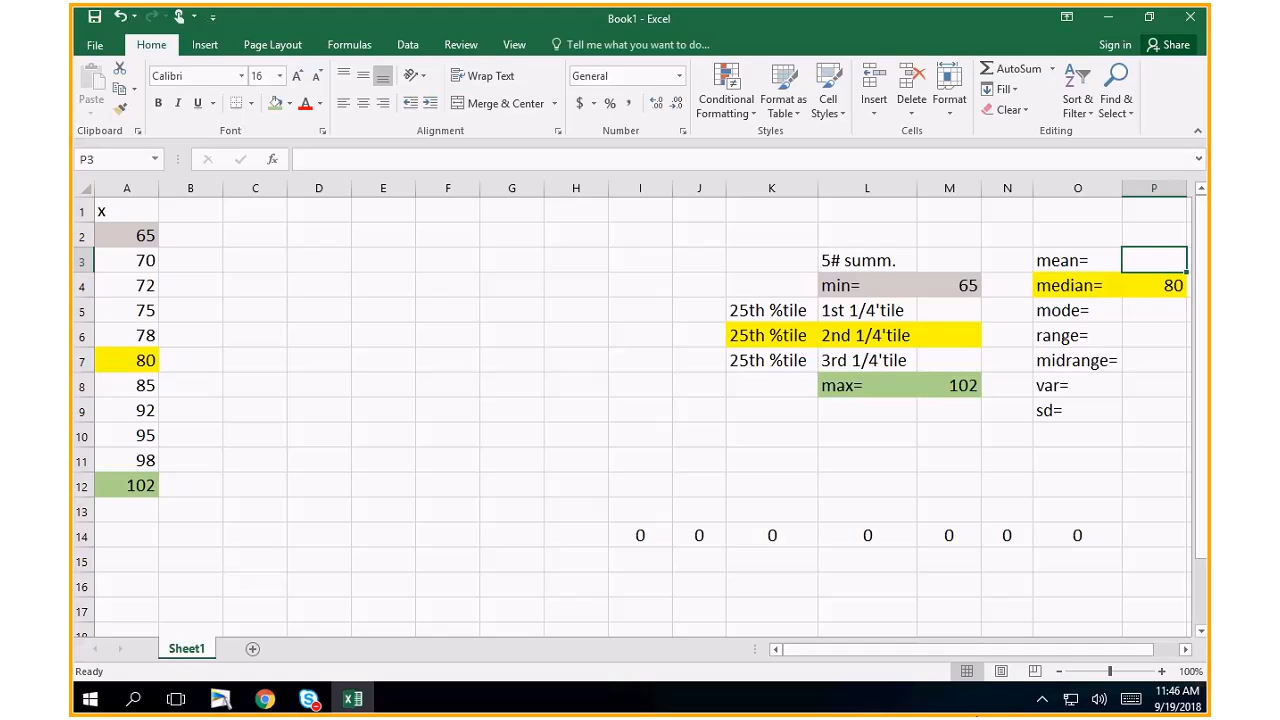 Book1 - Excel
File Home Insert Page Layout Formulas Data Review View Tell me what you want to do... Sign in Share
Paste Calibri 16 A A Wrap Text General Conditional Formatting Format as Table Cell Styles Insert Delete Format AutoSum Fill Clear Sort & Filter Find & Select
B I U A Merge & Center $ % ,
Clipboard Font Alignment Number Styles Cells Editing
P3 fx
A B C D E F G H I J K L M N O P
1 x
2 65
3 70 5# summ. mean=
4 72 min= 65 median= 80
5 75 25th %tile 1st 1/4'tile mode=
6 78 25th %tile 2nd 1/4'tile range=
7 80 25th %tile 3rd 1/4'tile midrange=
8 85 max= 102 var=
9 92 sd=
10 95
11 98
12 102
13
14 0 0 0 0 0 0 0
15
16
17
18
Sheet1
Ready 100%
11:46 AM
9/19/2018